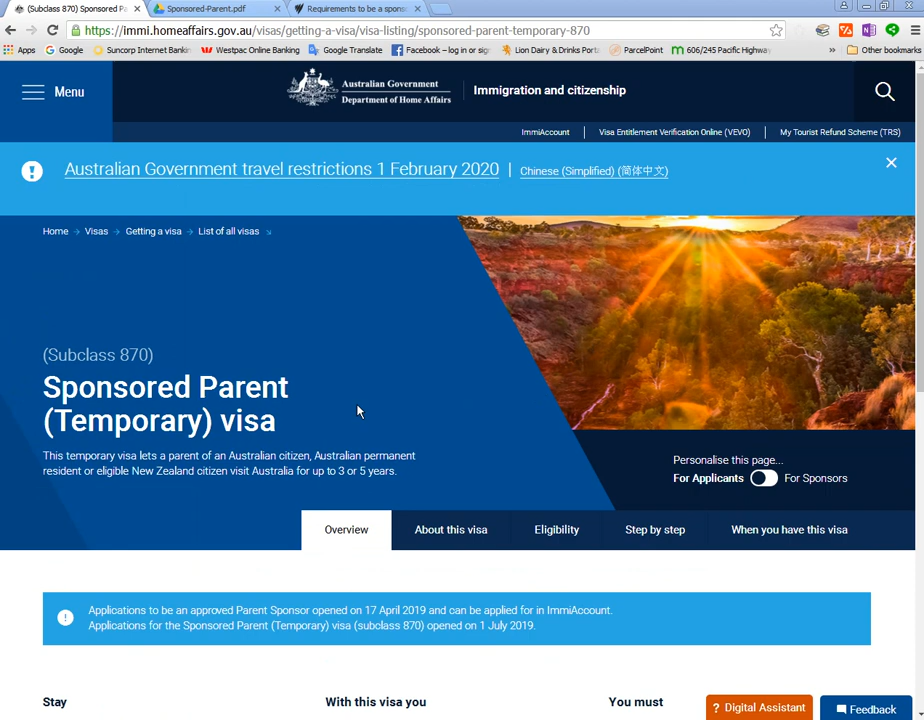 (Subclass 870) Sponsored Pa
Sponsored-Parent.pdf
Requirements to be a sponso
https://immi.homeaffairs.gov.au/visas/getting-a-visa/visa-listing/sponsored-parent-temporary-870
Apps
Google
Suncorp Internet Bankin
Westpac Online Banking
Google Translate
Facebook – log in or sign
Lion Dairy & Drinks Porta
ParcelPoint
606/245 Pacific Highway
»
Other bookmarks
Menu
Australian Government
Department of Home Affairs
Immigration and citizenship
ImmiAccount
Visa Entitlement Verification Online (VEVO)
My Tourist Refund Scheme (TRS)
Australian Government travel restrictions 1 February 2020 | Chinese (Simplified) (简体中文)
Home
Visas
Getting a visa
List of all visas
(Subclass 870)
Sponsored Parent
(Temporary) visa
This temporary visa lets a parent of an Australian citizen, Australian permanent
resident or eligible New Zealand citizen visit Australia for up to 3 or 5 years.
Personalise this page...
For Applicants
For Sponsors
Overview
About this visa
Eligibility
Step by step
When you have this visa
Applications to be an approved Parent Sponsor opened on 17 April 2019 and can be applied for in ImmiAccount.
Applications for the Sponsored Parent (Temporary) visa (subclass 870) opened on 1 July 2019.
Stay
With this visa you
You must
? Digital Assistant
Feedback